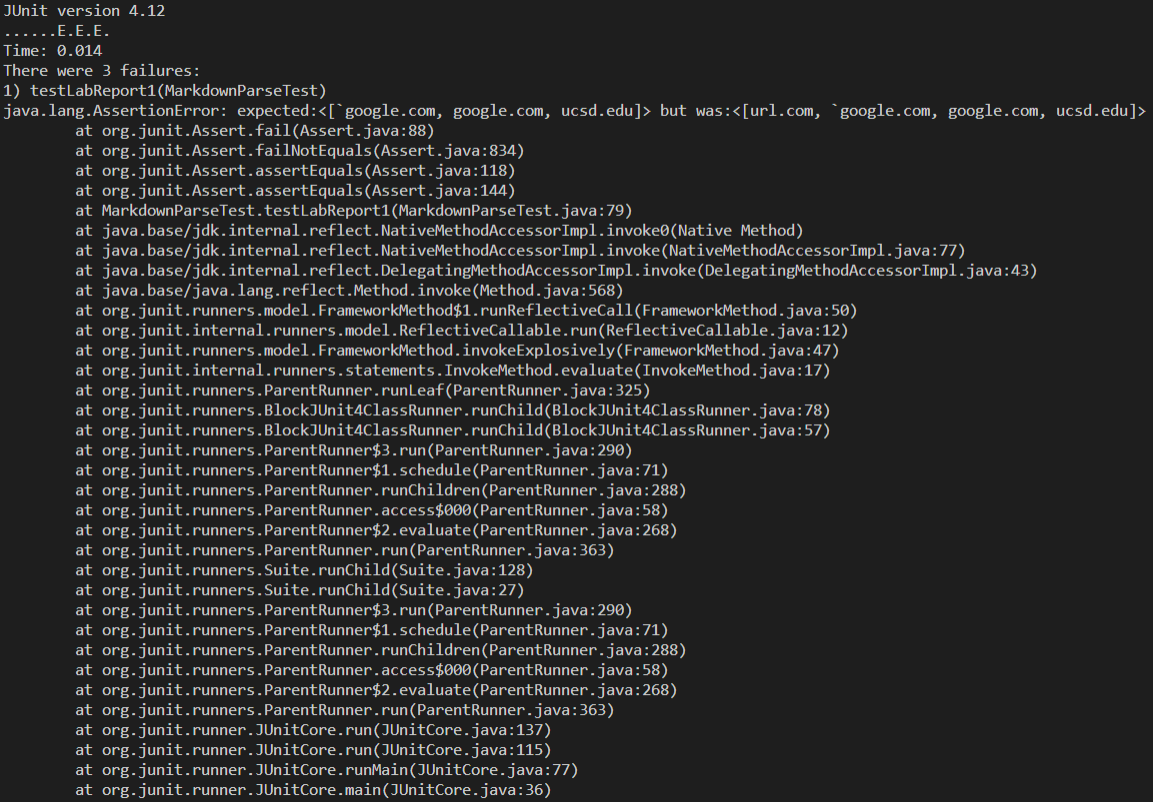 JUnit version 4.12
......E.E.E.
Time: 0.014
There were 3 failures:
1) testLabReport1(MarkdownParseTest)
java.lang.AssertionError: expected:<[`google.com, google.com, ucsd.edu]> but was:<[url.com, `google.com, google.com, ucsd.edu]>
        at org.junit.Assert.fail(Assert.java:88)
        at org.junit.Assert.failNotEquals(Assert.java:834)
        at org.junit.Assert.assertEquals(Assert.java:118)
        at org.junit.Assert.assertEquals(Assert.java:144)
        at MarkdownParseTest.testLabReport1(MarkdownParseTest.java:79)
        at java.base/jdk.internal.reflect.NativeMethodAccessorImpl.invoke0(Native Method)
        at java.base/jdk.internal.reflect.NativeMethodAccessorImpl.invoke(NativeMethodAccessorImpl.java:77)
        at java.base/jdk.internal.reflect.DelegatingMethodAccessorImpl.invoke(DelegatingMethodAccessorImpl.java:43)
        at java.base/java.lang.reflect.Method.invoke(Method.java:568)
        at org.junit.runners.model.FrameworkMethod$1.runReflectiveCall(FrameworkMethod.java:50)
        at org.junit.internal.runners.model.ReflectiveCallable.run(ReflectiveCallable.java:12)
        at org.junit.runners.model.FrameworkMethod.invokeExplosively(FrameworkMethod.java:47)
        at org.junit.internal.runners.statements.InvokeMethod.evaluate(InvokeMethod.java:17)
        at org.junit.runners.ParentRunner.runLeaf(ParentRunner.java:325)
        at org.junit.runners.BlockJUnit4ClassRunner.runChild(BlockJUnit4ClassRunner.java:78)
        at org.junit.runners.BlockJUnit4ClassRunner.runChild(BlockJUnit4ClassRunner.java:57)
        at org.junit.runners.ParentRunner$3.run(ParentRunner.java:290)
        at org.junit.runners.ParentRunner$1.schedule(ParentRunner.java:71)
        at org.junit.runners.ParentRunner.runChildren(ParentRunner.java:288)
        at org.junit.runners.ParentRunner.access$000(ParentRunner.java:58)
        at org.junit.runners.ParentRunner$2.evaluate(ParentRunner.java:268)
        at org.junit.runners.ParentRunner.run(ParentRunner.java:363)
        at org.junit.runners.Suite.runChild(Suite.java:128)
        at org.junit.runners.Suite.runChild(Suite.java:27)
        at org.junit.runners.ParentRunner$3.run(ParentRunner.java:290)
        at org.junit.runners.ParentRunner$1.schedule(ParentRunner.java:71)
        at org.junit.runners.ParentRunner.runChildren(ParentRunner.java:288)
        at org.junit.runners.ParentRunner.access$000(ParentRunner.java:58)
        at org.junit.runners.ParentRunner$2.evaluate(ParentRunner.java:268)
        at org.junit.runners.ParentRunner.run(ParentRunner.java:363)
        at org.junit.runner.JUnitCore.run(JUnitCore.java:137)
        at org.junit.runner.JUnitCore.run(JUnitCore.java:115)
        at org.junit.runner.JUnitCore.runMain(JUnitCore.java:77)
        at org.junit.runner.JUnitCore.main(JUnitCore.java:36)